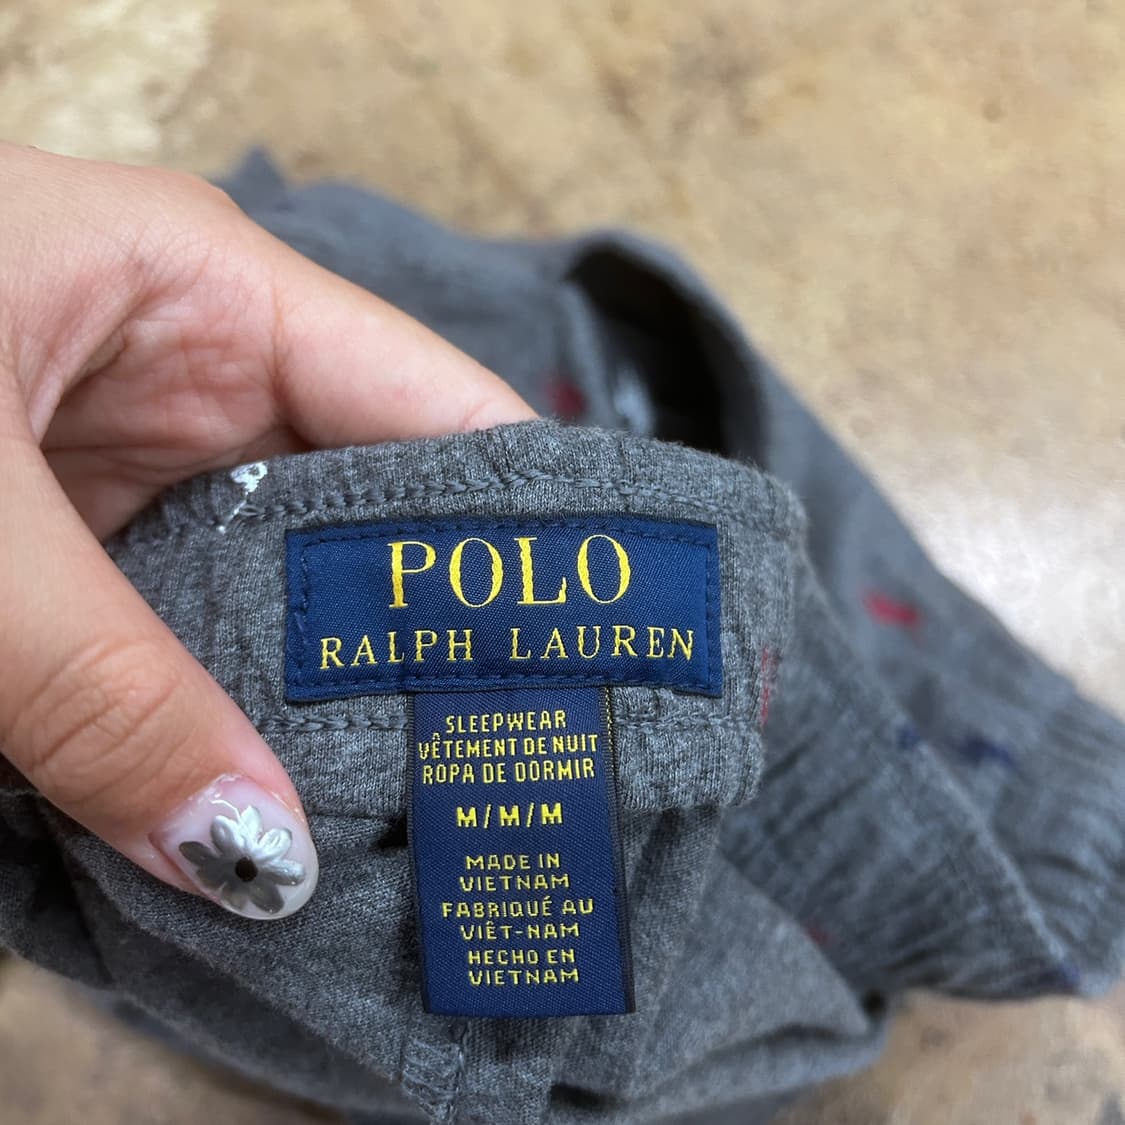 POLO
RALPH LAUREN
SLEEPWEAR
VÊTEMENT DE NUIT
ROPA DE DORMIR
M/M/M
MADE IN
VIETNAM
FABRIQUÉ AU
VIÊT-NAM
HECHO EN
VIETNAM